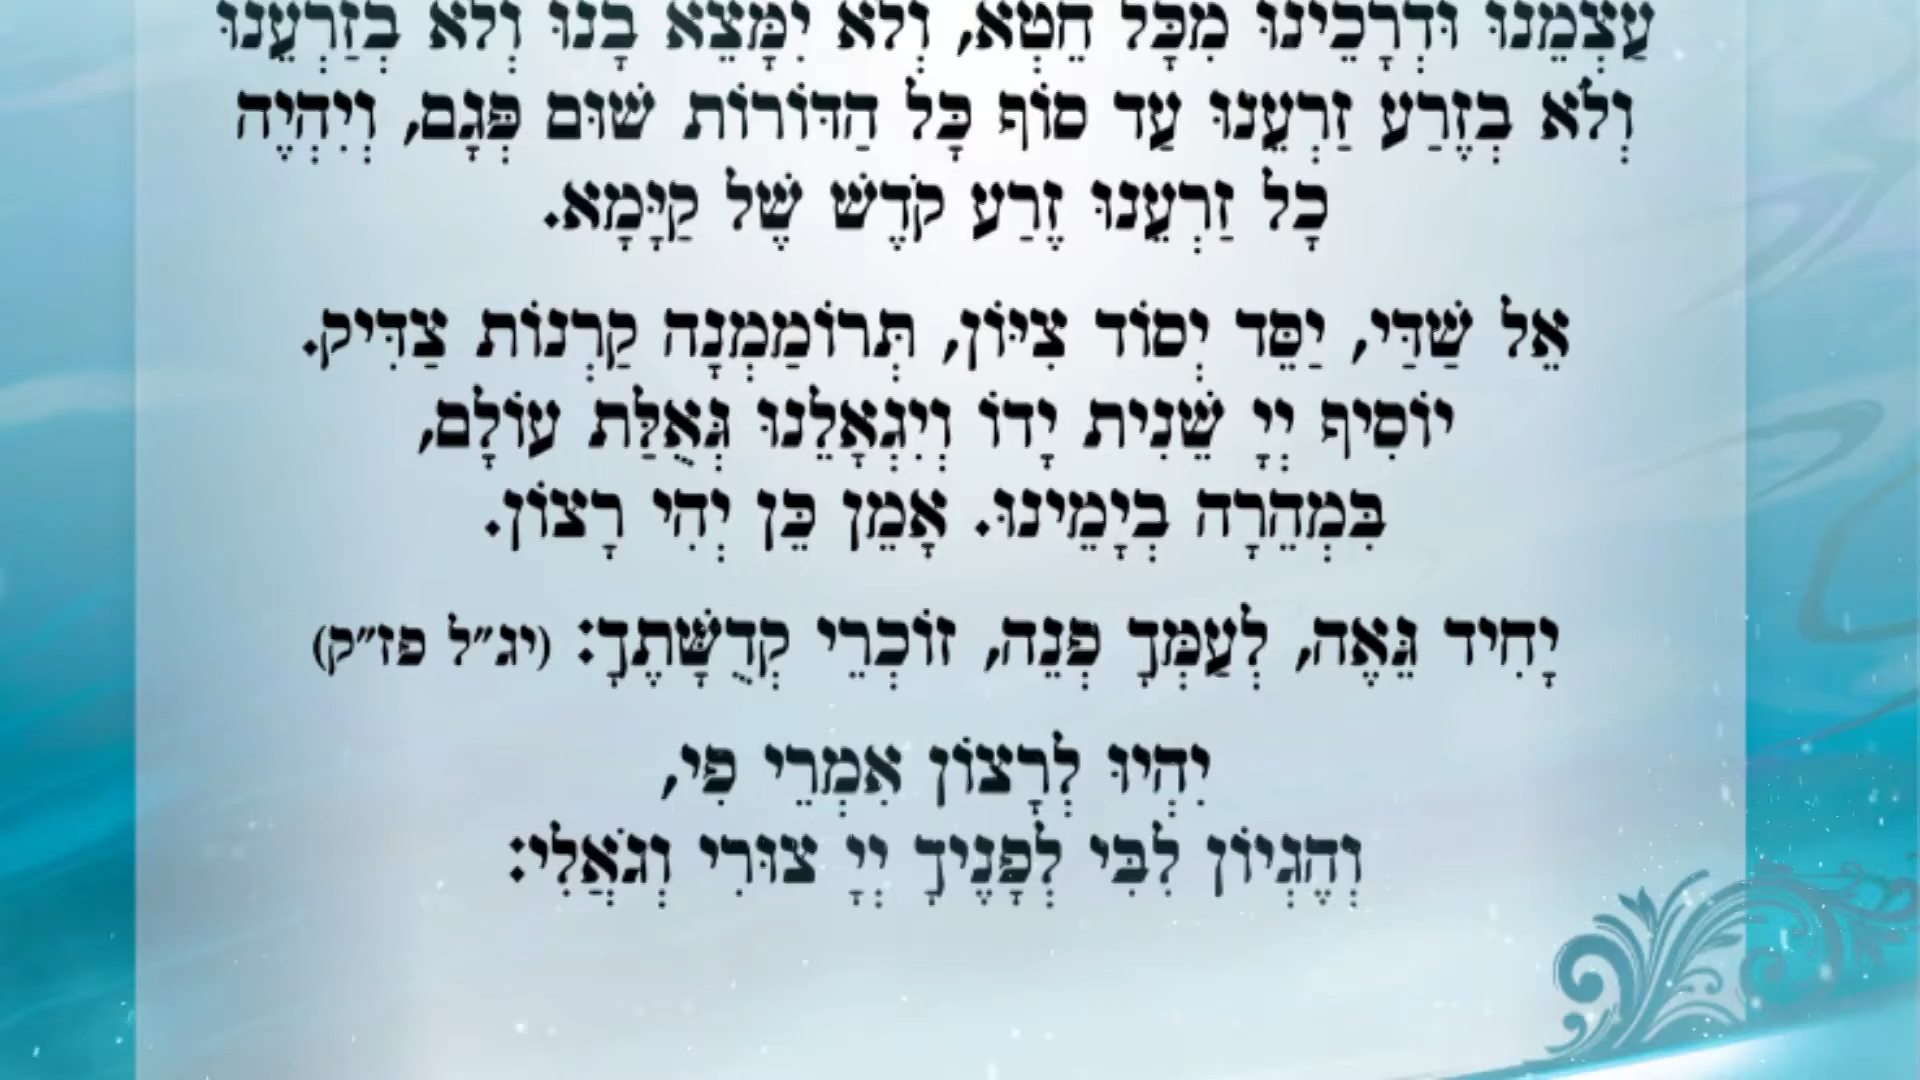 עַצְמֵנוּ וּדְרָכֵינוּ מִכָּל חֵטְא, וְלֹא יִמָּצֵא בָנוּ וְלֹא בְזַרְעֵנוּ
וְלֹא בְזֶרַע זַרְעֵנוּ עַד סוֹף כָּל הַדּוֹרוֹת שׁוּם פְּגָם, וְיִהְיֶה
כָל זַרְעֵנוּ זֶרַע קֹדֶשׁ שֶׁל קַיָּמָא.
אֵל שַׁדַּי, יַסֵּד יְסוֹד צִיּוֹן, תְּרוֹמַמְנָה קַרְנוֹת צַדִּיק.
יוֹסִיף יְיָ שֵׁנִית יָדוֹ וְיִגְאָלֵנוּ גְּאֻלַּת עוֹלָם,
בִּמְהֵרָה בְיָמֵינוּ. אָמֵן כֵּן יְהִי רָצוֹן.
יָחִיד גֵּאֶה, לְעַמְּךָ פְּנֵה, זוֹכְרֵי קְדֻשָּׁתֶךָ: (יג״ל פז״ק)
יִהְיוּ לְרָצוֹן אִמְרֵי פִי,
וְהֶגְיוֹן לִבִּי לְפָנֶיךָ יְיָ צוּרִי וְגֹאֲלִי: